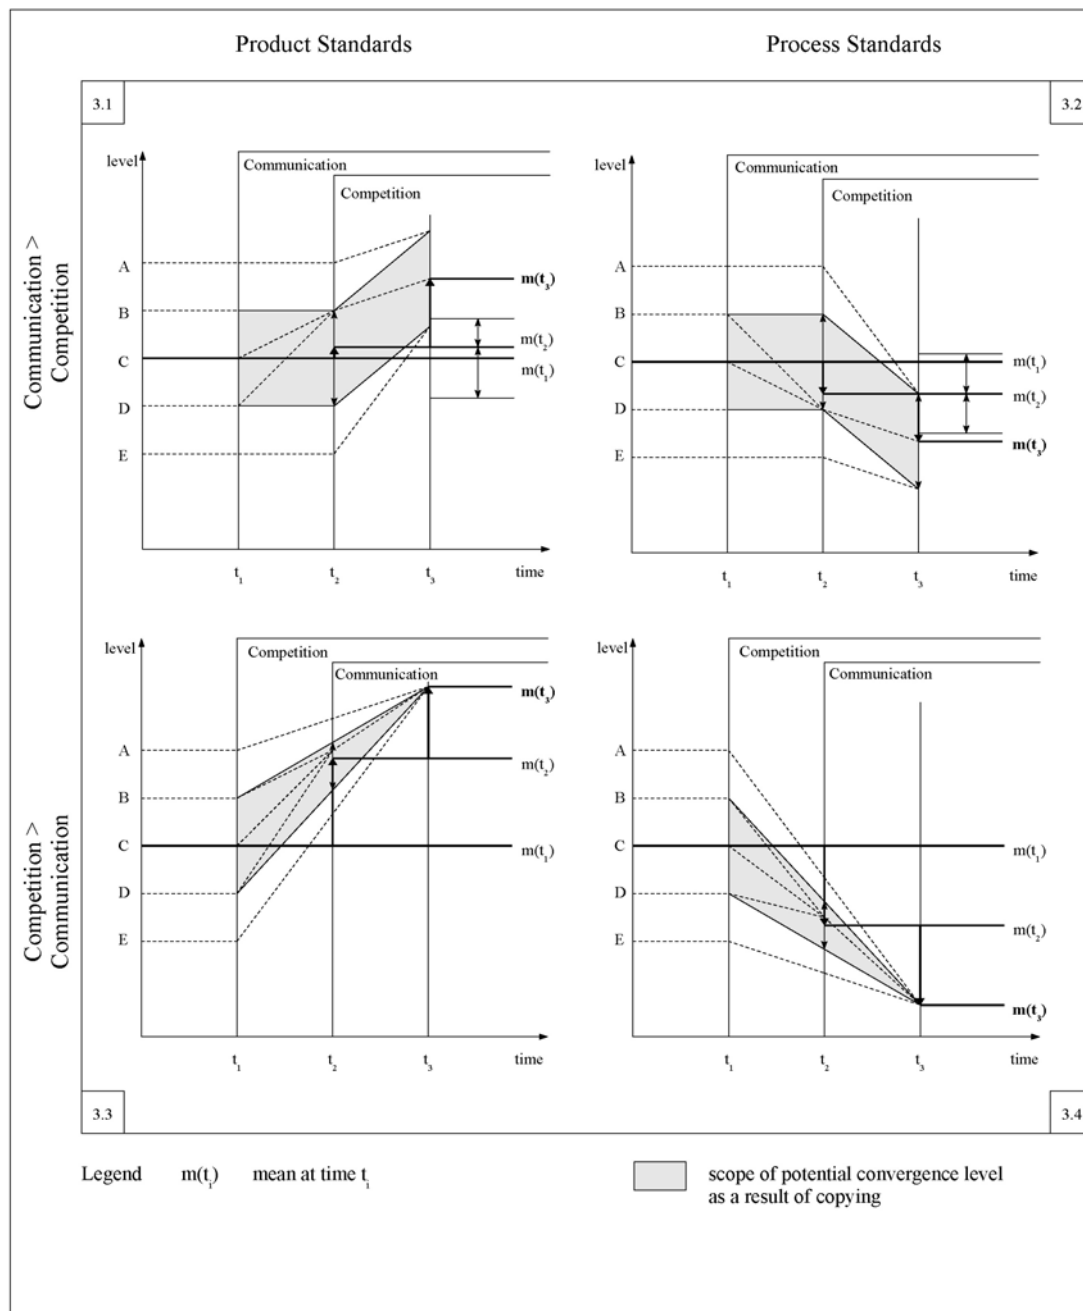 Product Standards
Process Standards
Communication >
Competition
3.1
level
Communication
Competition
A
B
C
D
E
m(t3)
m(t2)
m(t1)
t1
t2
t3
time
3.2
level
Communication
Competition
A
B
C
D
E
m(t1)
m(t2)
m(t3)
t1
t2
t3
time
Competition >
Communication
level
Competition
Communication
A
B
C
D
E
m(t3)
m(t2)
m(t1)
t1
t2
t3
time
3.3
level
Competition
Communication
A
B
C
D
E
m(t1)
m(t2)
m(t3)
t1
t2
t3
time
3.4
Legend m(ti) mean at time ti
scope of potential convergence level
as a result of copying